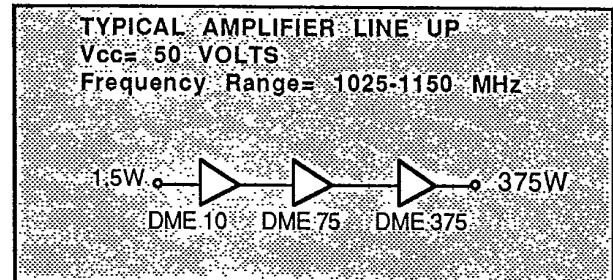 TYPICAL AMPLIFIER LINE UP
Vcc= 50 VOLTS
Frequency Range= 1025-1150 MHz
1.5W 375W
DME 10 DME 75 DME 375